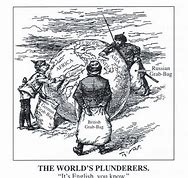 AFRICA
Russian
Grab-Bag
British
Grab-Bag
THE WORLD'S PLUNDERERS.
"It's English, you know."